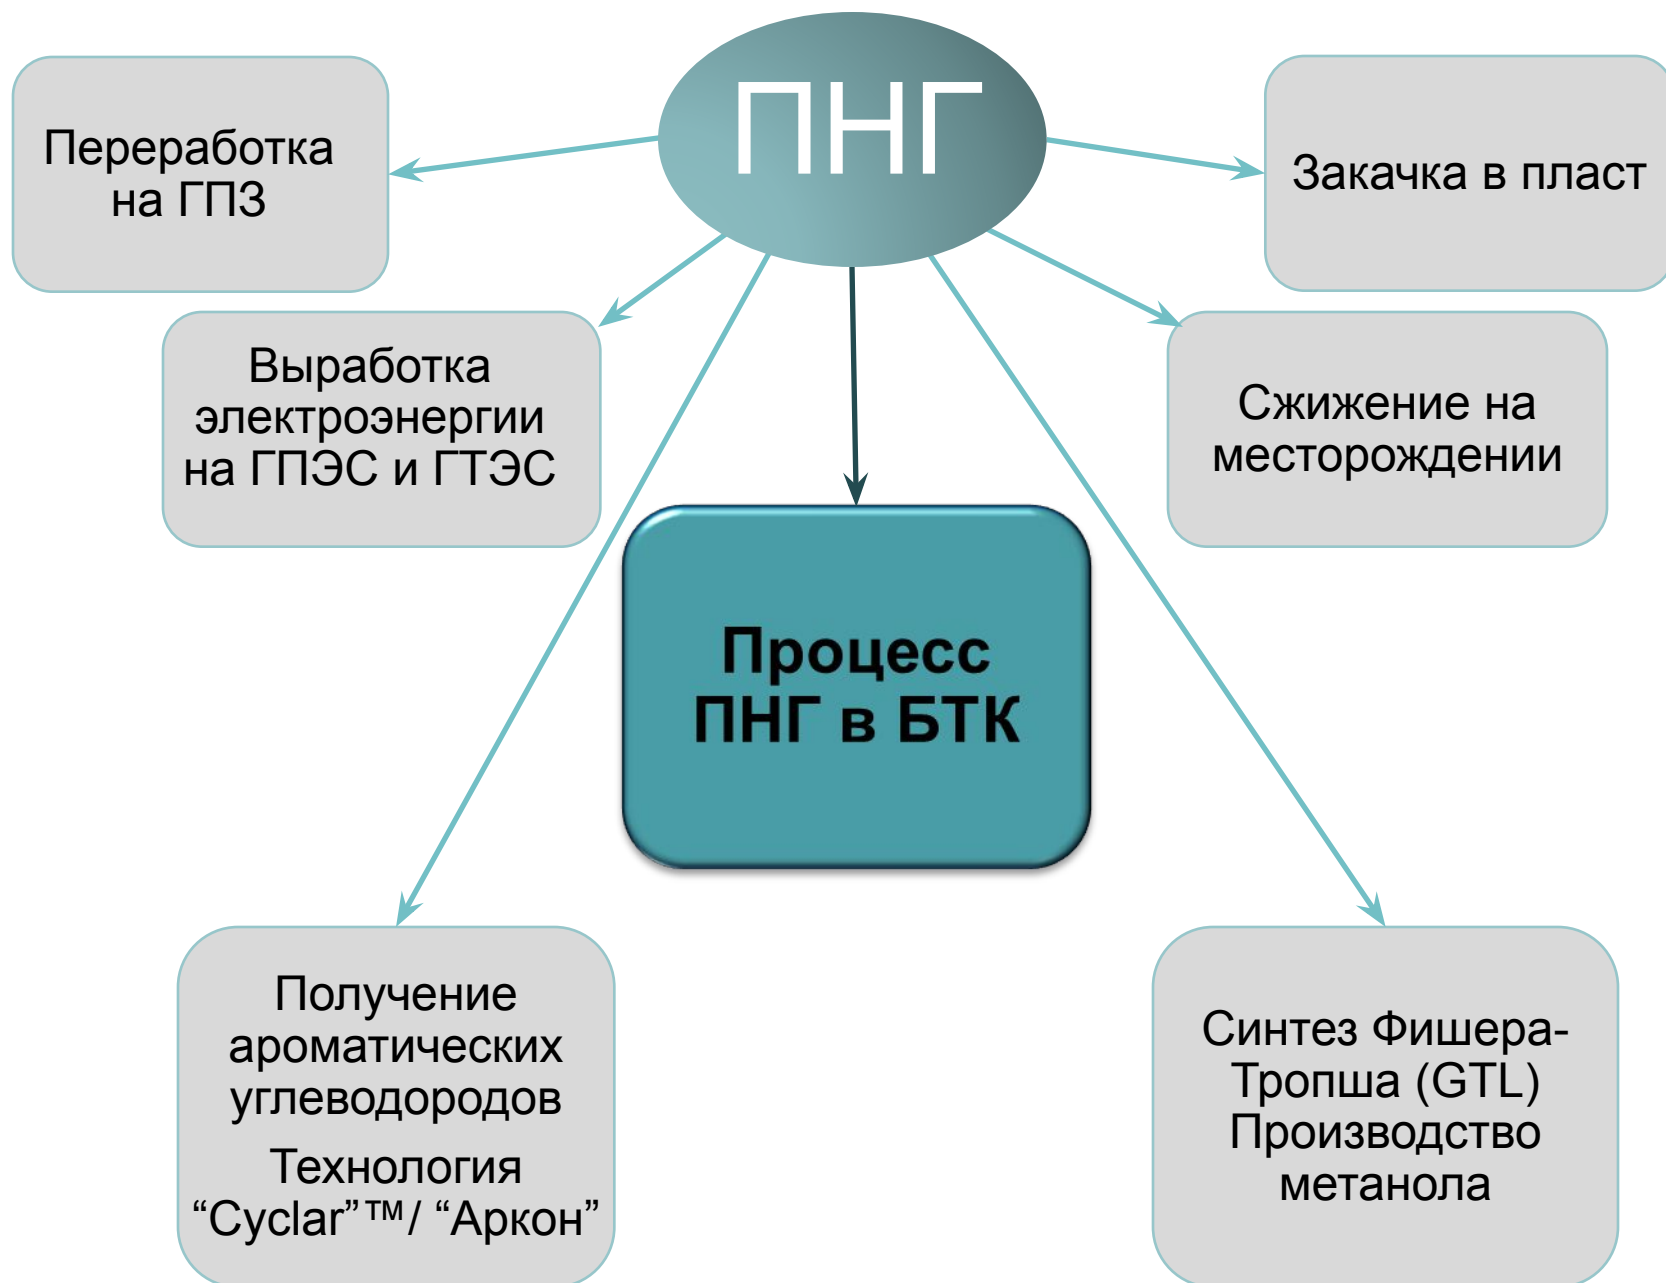 ПНГ
Переработка
на ГПЗ
Закачка в пласт
Выработка
электроэнергии
на ГПЭС и ГТЭС
Сжижение на
месторождении
Процесс
ПНГ в БТК
Получение
ароматических
углеводородов
Технология
“Cyclar”™/ “Аркон”
Синтез Фишера-
Тропша (GTL)
Производство
метанола